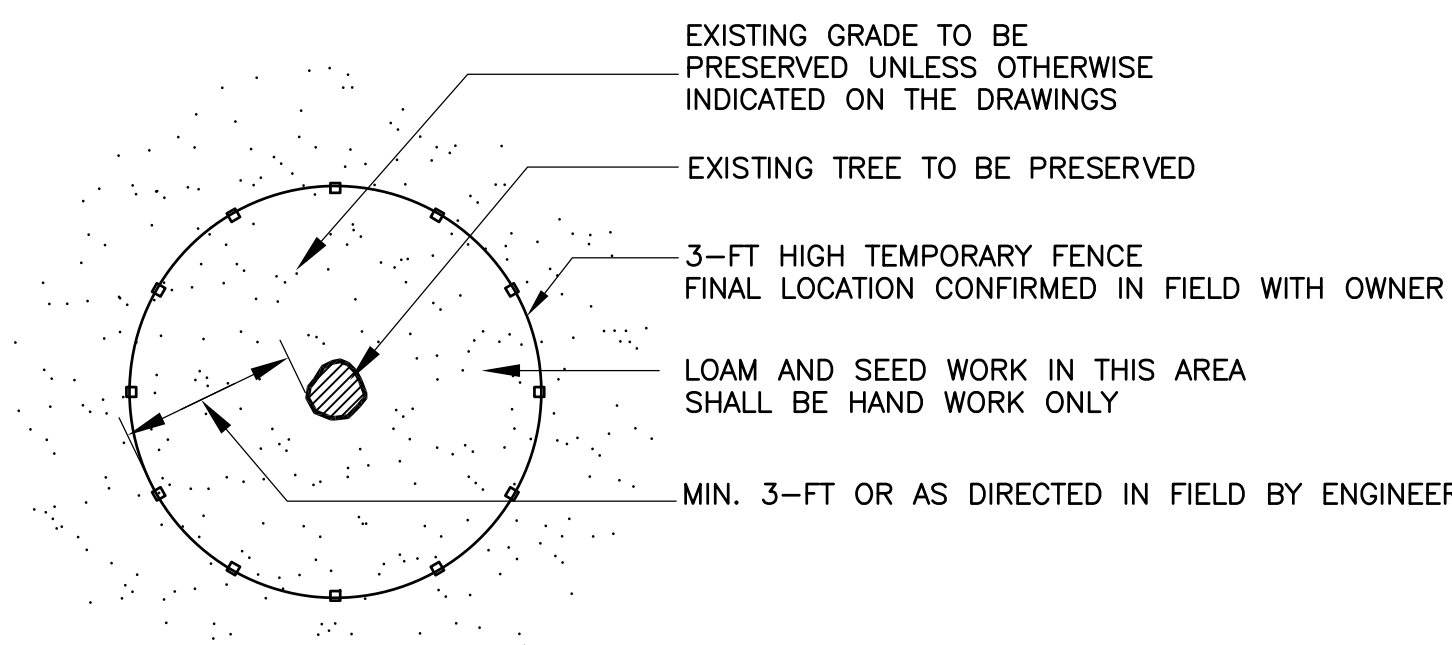 EXISTING GRADE TO BE
PRESERVED UNLESS OTHERWISE
INDICATED ON THE DRAWINGS
EXISTING TREE TO BE PRESERVED
3-FT HIGH TEMPORARY FENCE
FINAL LOCATION CONFIRMED IN FIELD WITH OWNER
LOAM AND SEED WORK IN THIS AREA
SHALL BE HAND WORK ONLY
MIN. 3-FT OR AS DIRECTED IN FIELD BY ENGINEER